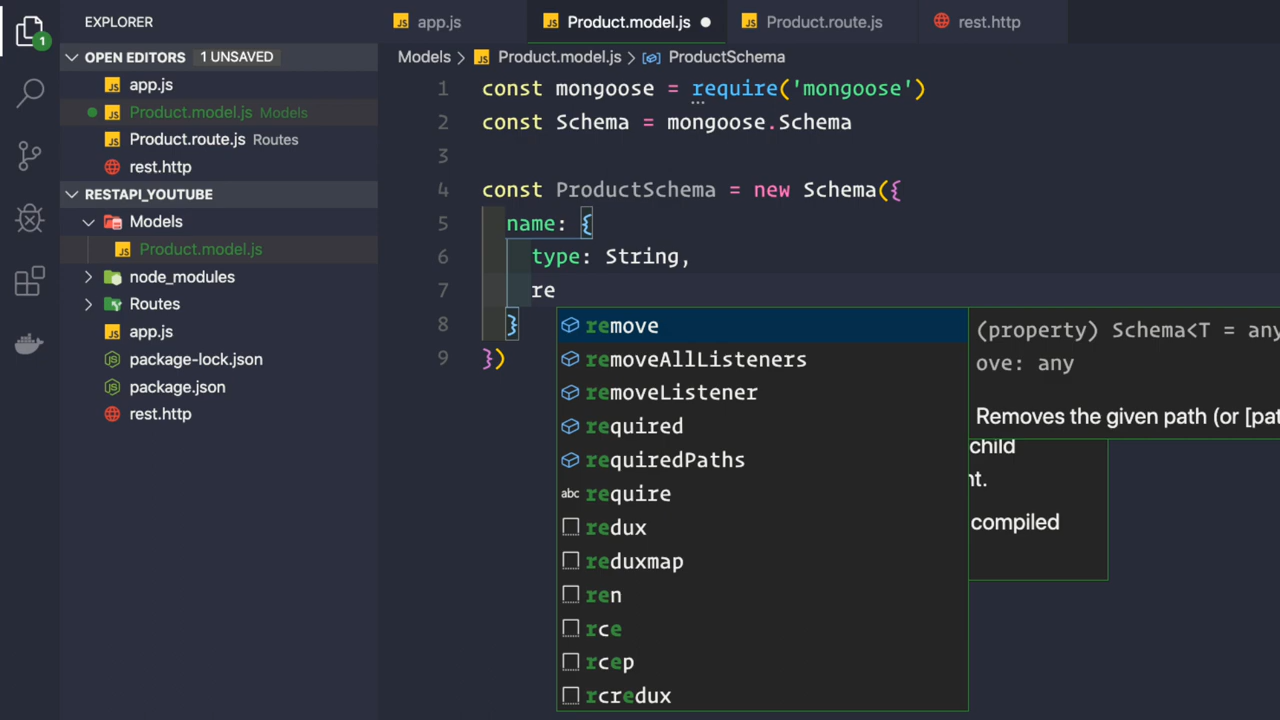 EXPLORER
app.js
Product.model.js
Product.route.js
rest.http
1
OPEN EDITORS 1 UNSAVED
app.js
Product.model.js Models
Product.route.js Routes
rest.http
RESTAPI_YOUTUBE
Models
Product.model.js
node_modules
Routes
app.js
package-lock.json
package.json
rest.http
Models > Product.model.js > ProductSchema
1 const mongoose = require('mongoose')
2 const Schema = mongoose.Schema
3
4 const ProductSchema = new Schema({
5 name: {
6 type: String,
7 re
8 }
9 })
remove
removeAllListeners
removeListener
required
requiredPaths
abc require
redux
reduxmap
ren
rce
rcep
rcredux
(property) Schema<T = any
ove: any
Removes the given path (or [pat
child
nt.
compiled